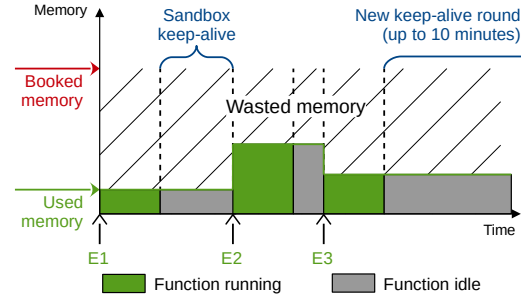 Memory
Sandbox
keep-alive
New keep-alive round
(up to 10 minutes)
Booked
memory
Wasted memory
Used
memory
Time
E1
E2
E3
Function running
Function idle